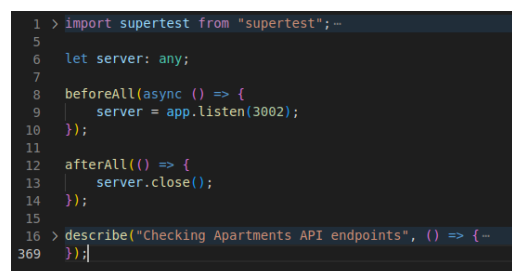 1 > import supertest from "supertest";⋯
5
6 let server: any;
7
8 beforeAll(async () => {
9 server = app.listen(3002);
10 });
11
12 afterAll(() => {
13 server.close();
14 });
15
16 > describe("Checking Apartments API endpoints", () => {⋯
369 });